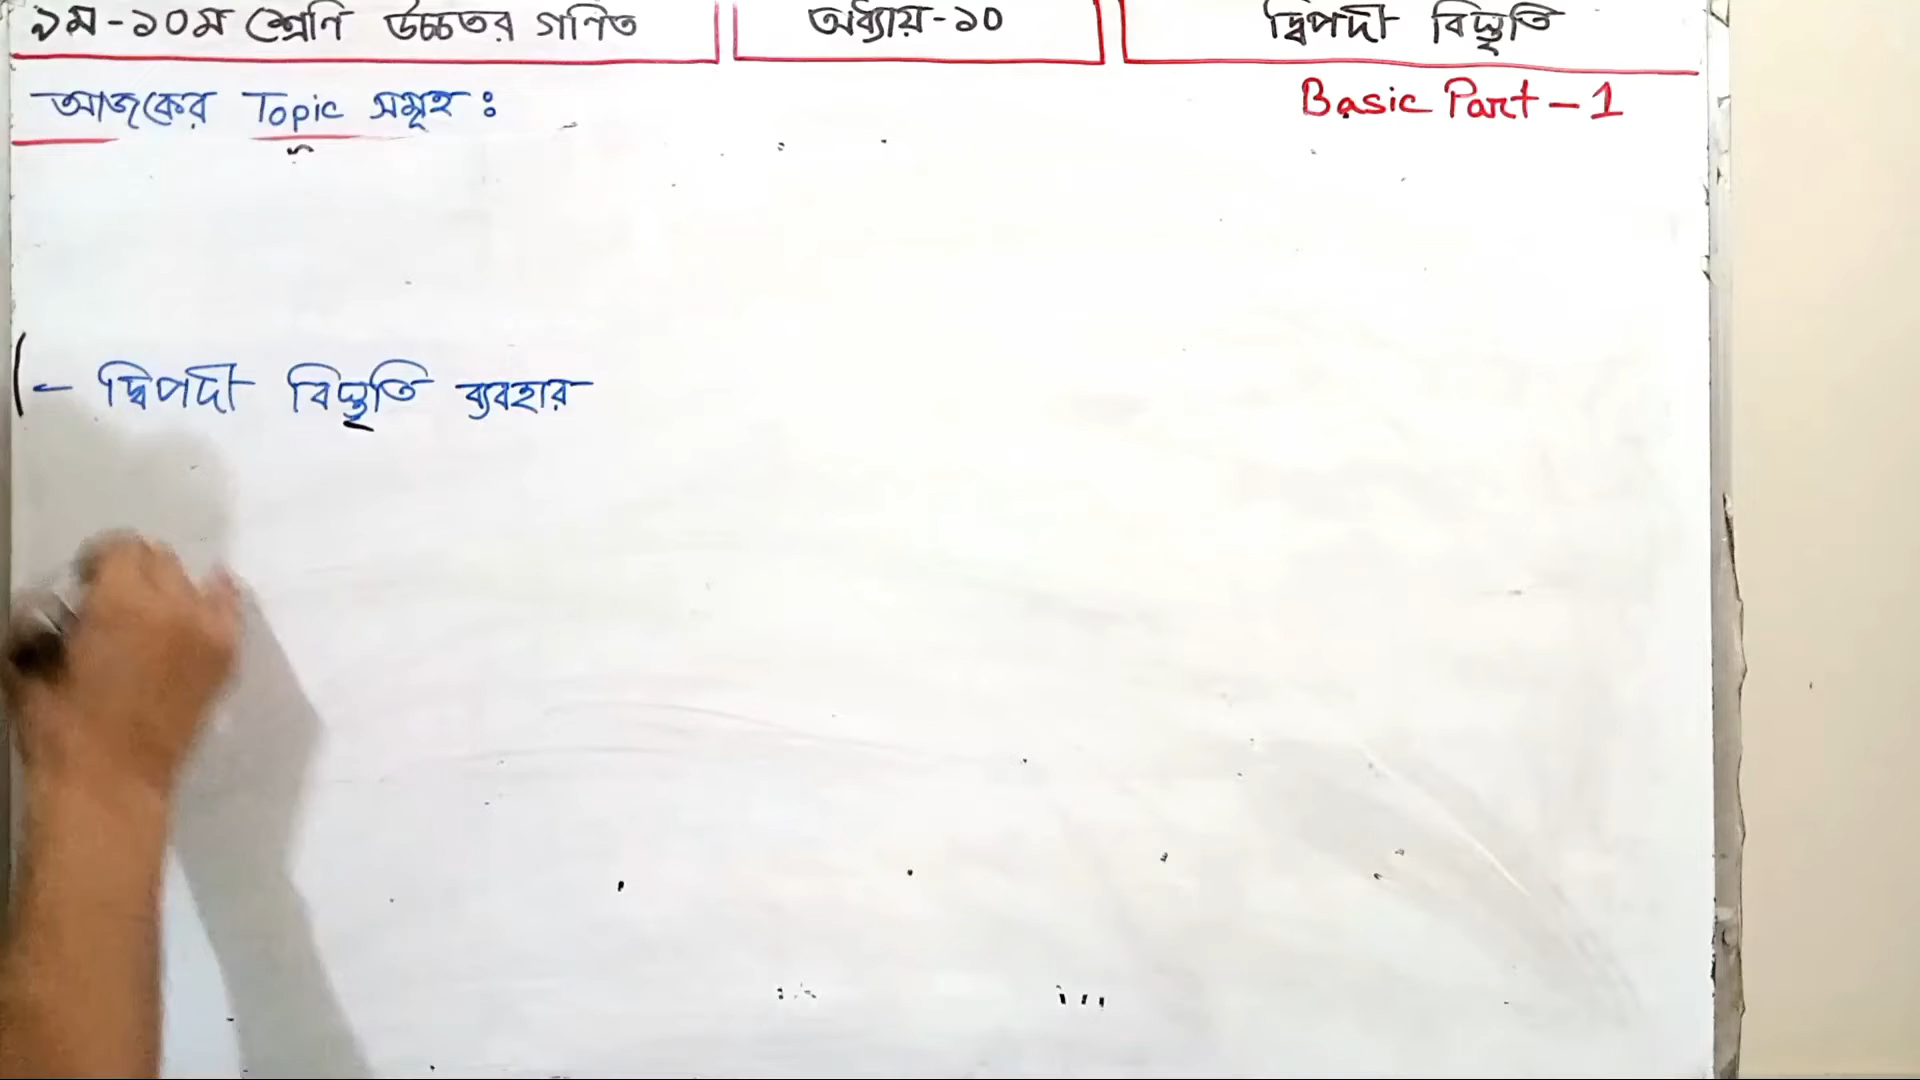 ৯ম-১০ম শ্রেণি উচ্চতর গণিত
অধ্যায়-১০
দ্বিপদী বিস্তৃতি
আজকের Topic সমূহ :
Basic Part - 1
- দ্বিপদী বিস্তৃতি ব্যবহার